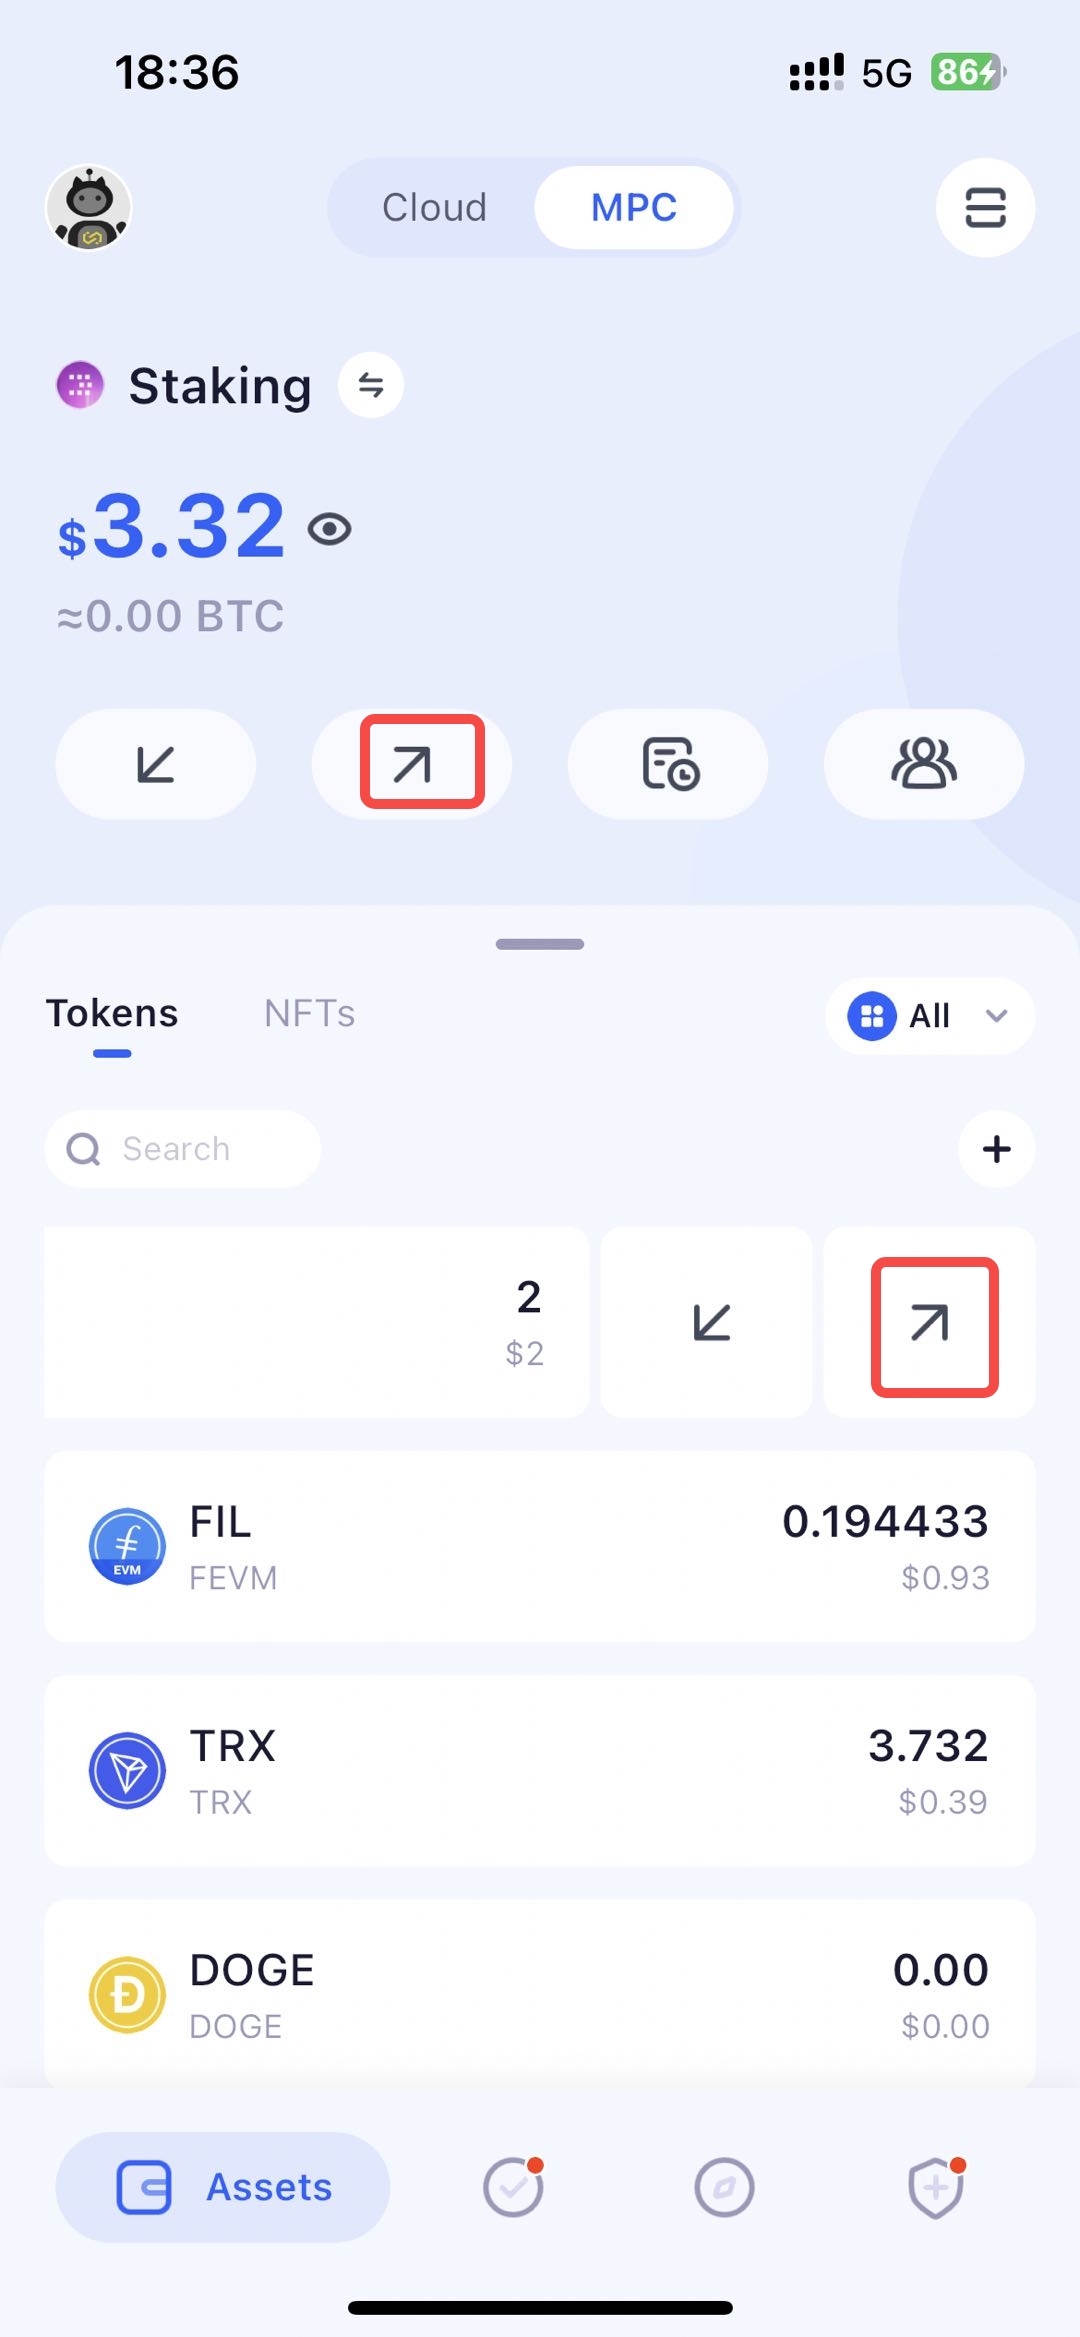 18:36
5G
86
Cloud
MPC
Staking
$3.32
≈0.00 BTC
Tokens
NFTs
All
Search
2
$2
FIL
0.194433
EVM
FEVM
$0.93
TRX
3.732
TRX
$0.39
DOGE
0.00
DOGE
$0.00
Assets